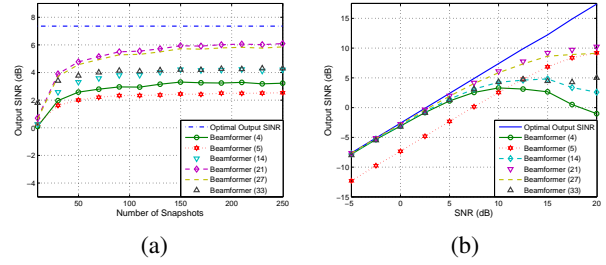 Output SINR (dB)
8
6
4
2
0
−2
−4
50
100
150
200
250
Number of Snapshots
Optimal Output SINR
Beamformer (4)
Beamformer (5)
Beamformer (14)
Beamformer (21)
Beamformer (27)
Beamformer (33)
(a)
Output SINR (dB)
15
10
5
0
−5
−10
−15
−5
0
5
10
15
20
SNR (dB)
Optimal Output SINR
Beamformer (4)
Beamformer (5)
Beamformer (14)
Beamformer (21)
Beamformer (27)
Beamformer (33)
(b)